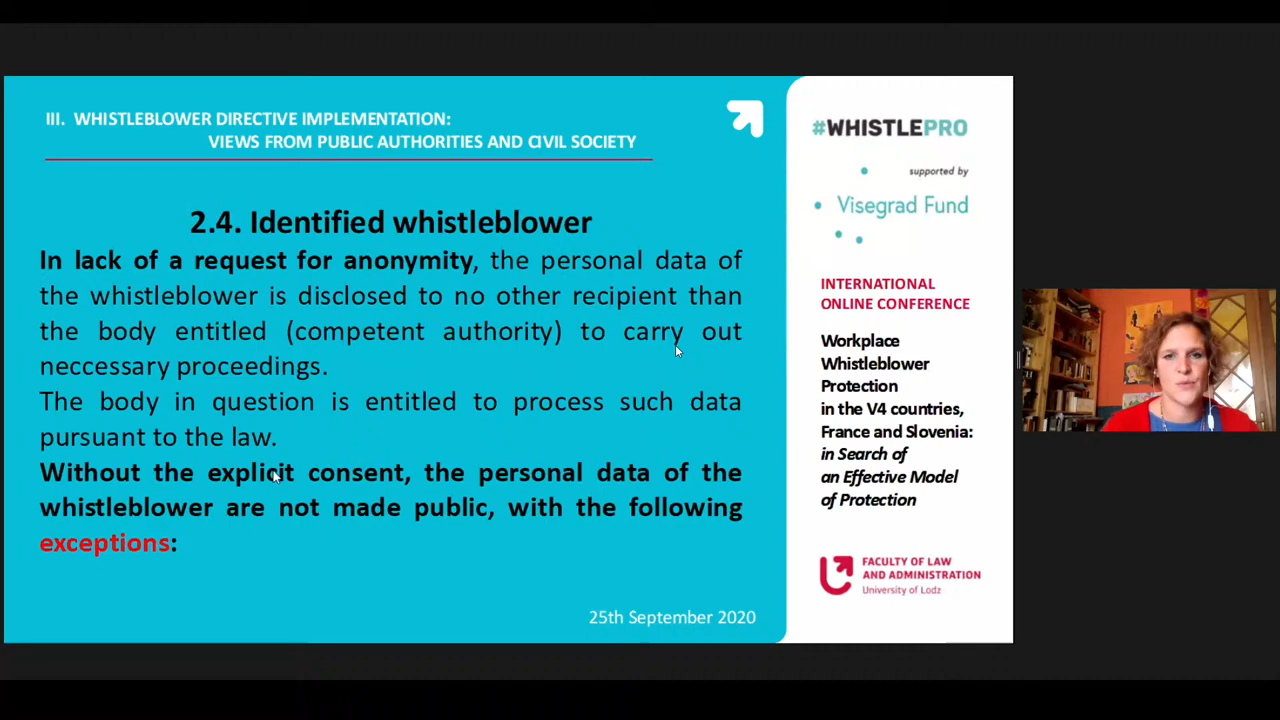 III. WHISTLEBLOWER DIRECTIVE IMPLEMENTATION:
VIEWS FROM PUBLIC AUTHORITIES AND CIVIL SOCIETY
2.4. Identified whistleblower
In lack of a request for anonymity, the personal data of
the whistleblower is disclosed to no other recipient than
the body entitled (competent authority) to carry out
neccessary proceedings.
The body in question is entitled to process such data
pursuant to the law.
Without the explicit consent, the personal data of the
whistleblower are not made public, with the following
exceptions:
25th September 2020
#WHISTLEPRO
supported by
Visegrad Fund
INTERNATIONAL
ONLINE CONFERENCE
Workplace
Whistleblower
Protection
in the V4 countries,
France and Slovenia:
in Search of
an Effective Model
of Protection
FACULTY OF LAW
AND ADMINISTRATION
University of Lodz